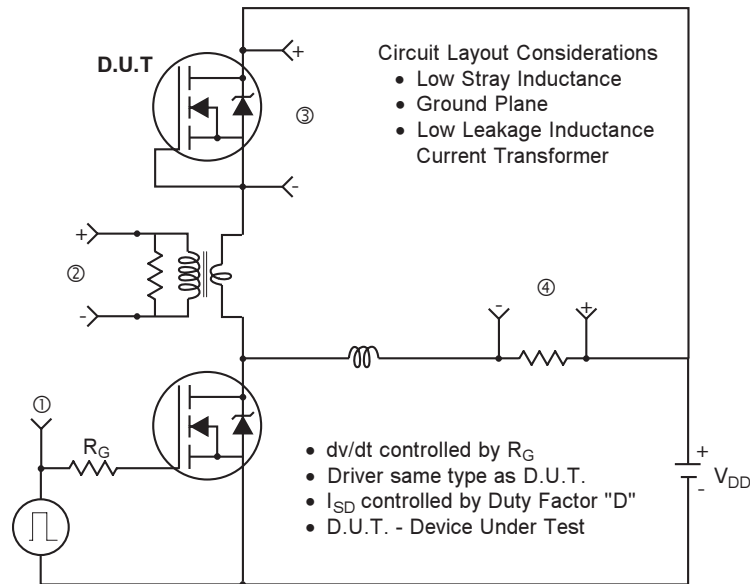 D.U.T
+
-
③
Circuit Layout Considerations
• Low Stray Inductance
• Ground Plane
• Low Leakage Inductance
Current Transformer
+
②
-
④
-
+
①
R_G
• dv/dt controlled by R_G
• Driver same type as D.U.T.
• I_SD controlled by Duty Factor "D"
• D.U.T. - Device Under Test
+
V_DD
-